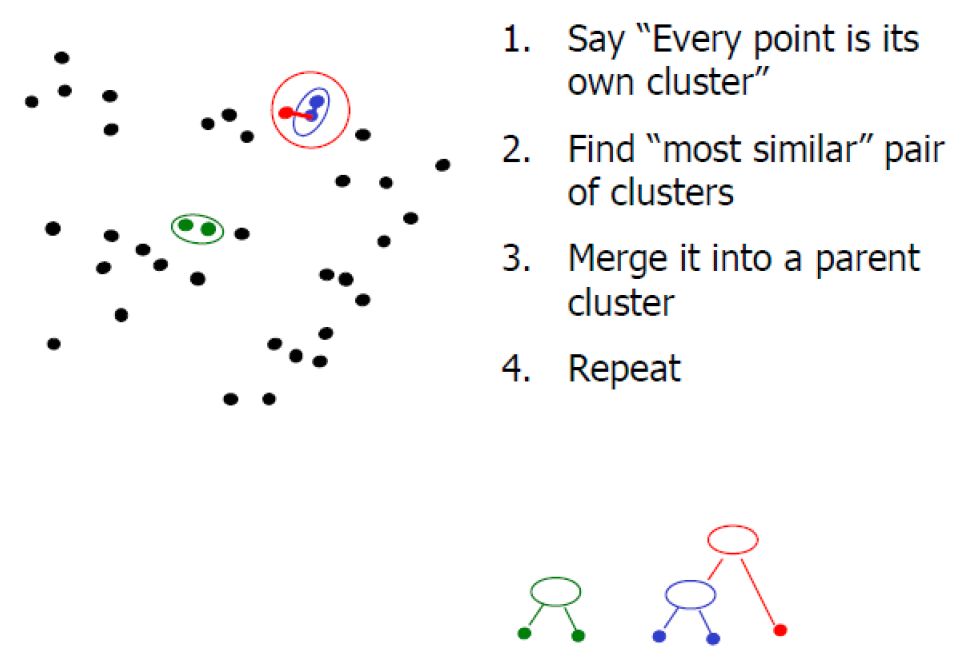 1. Say “Every point is its
own cluster”
2. Find “most similar” pair
of clusters
3. Merge it into a parent
cluster
4. Repeat